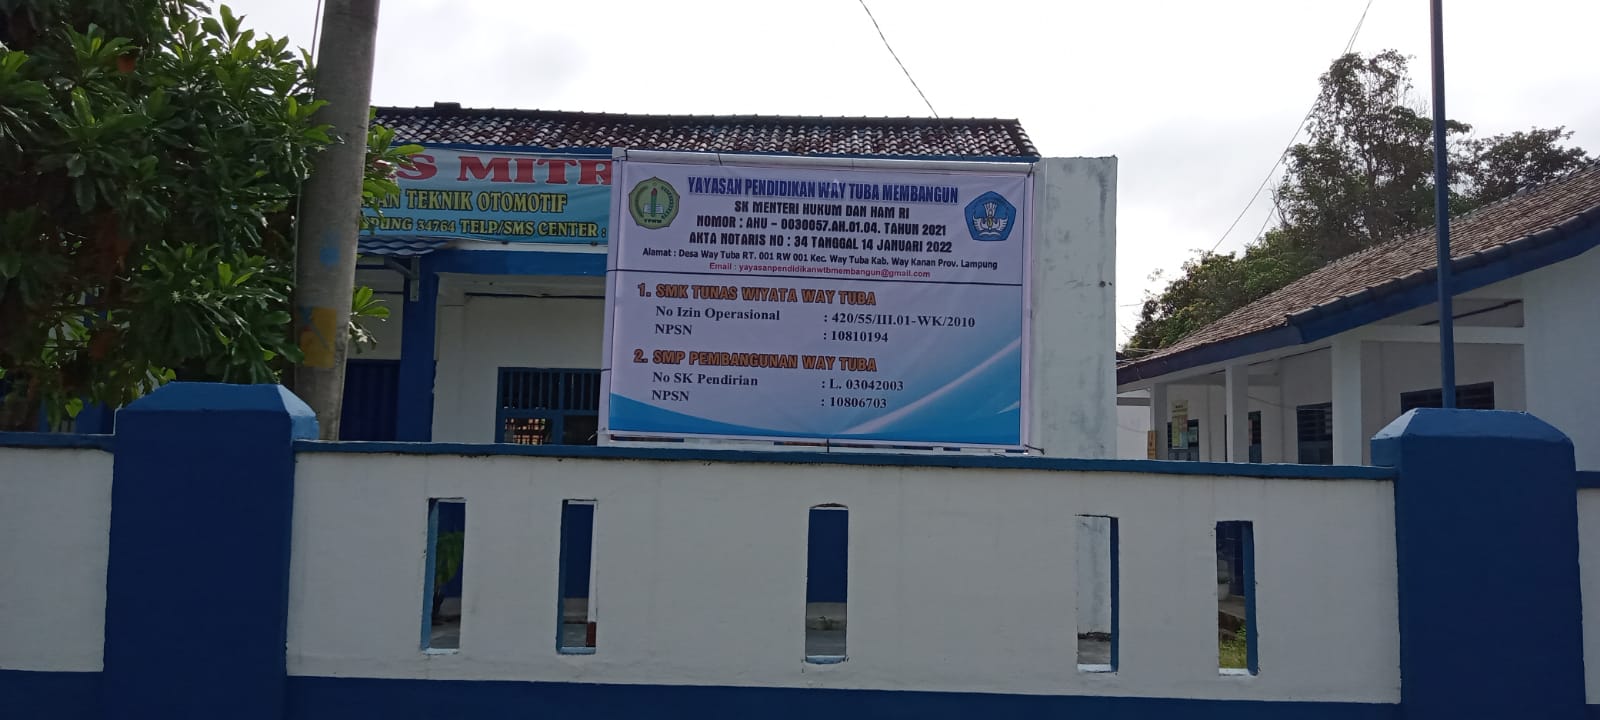 S MITR
TEKNIK OTOMOTIF
34764 TELP/SMS CENTER :
YAYASAN PENDIDIKAN WAY TUBA MEMBANGUN
SK MENTERI HUKUM DAN HAM RI
NOMOR : AHU - 0030057.AH.01.04. TAHUN 2021
AKTA NOTARIS NO : 34 TANGGAL 14 JANUARI 2022
Alamat : Desa Way Tuba RT. 001 RW 001 Kec. Way Tuba Kab. Way Kanan Prov. Lampung
Email : yayasanpendidikanwtbmembangun@gmail.com
1. SMK TUNAS WIYATA WAY TUBA
No Izin Operasional : 420/55/III.01-WK/2010
NPSN : 10810194
2. SMP PEMBANGUNAN WAY TUBA
No SK Pendirian : L. 03042003
NPSN : 10806703